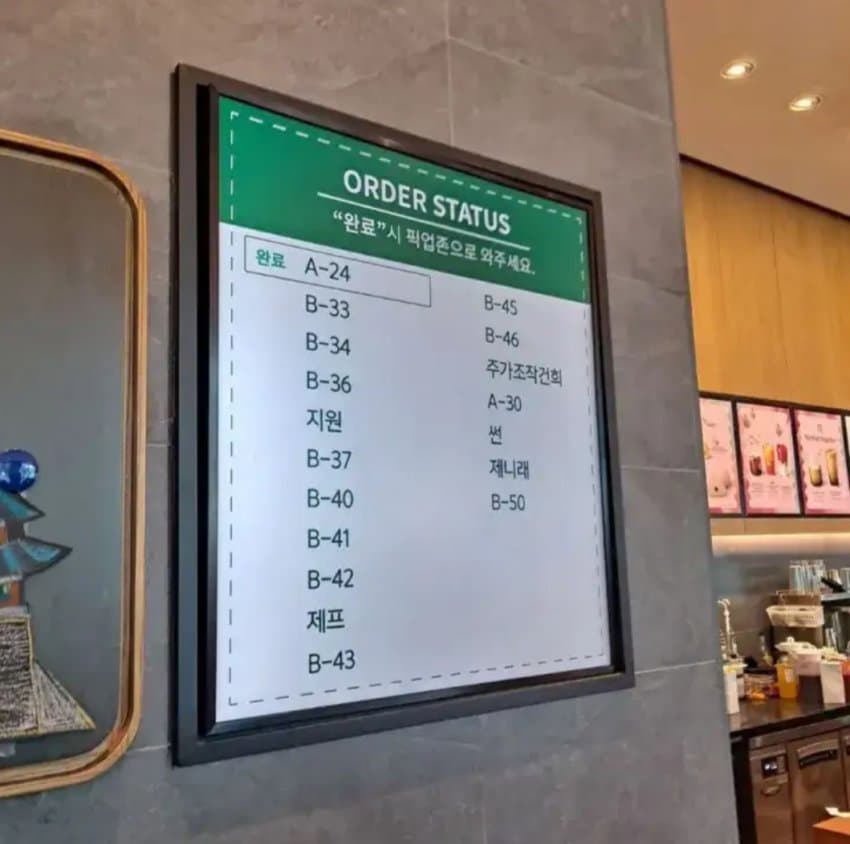 ORDER STATUS
“완료”시 픽업존으로 와주세요.
완료 A-24
B-33
B-34
B-36
지원
B-37
B-40
B-41
B-42
제프
B-43
B-45
B-46
주가조작건희
A-30
썬
제니래
B-50